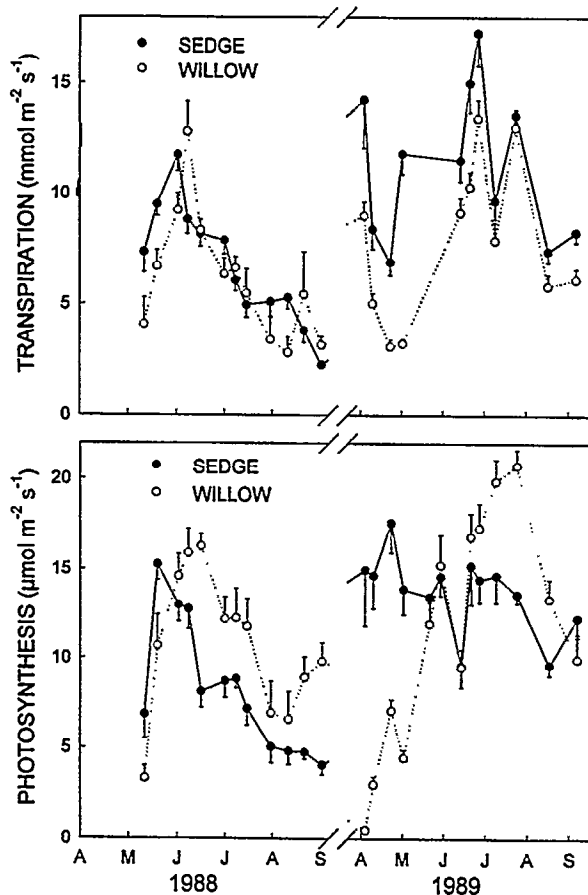 SEDGE
WILLOW
TRANSPIRATION (mmol m⁻² s⁻¹)
15
10
5
0
SEDGE
WILLOW
PHOTOSYNTHESIS (µmol m⁻² s⁻¹)
20
15
10
5
0
A M J J A S A M J J A S
1988 1989